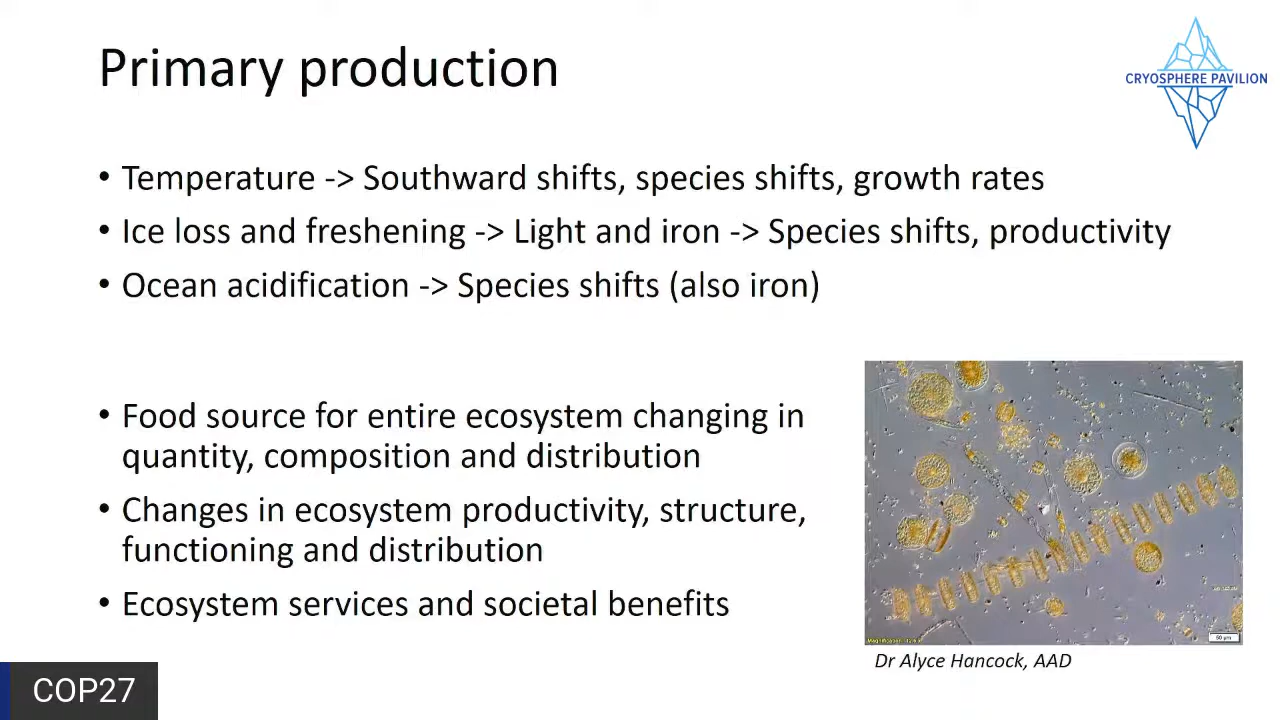 Primary production
CRYOSPHERE PAVILION
• Temperature -> Southward shifts, species shifts, growth rates
• Ice loss and freshening -> Light and iron -> Species shifts, productivity
• Ocean acidification -> Species shifts (also iron)
• Food source for entire ecosystem changing in
quantity, composition and distribution
• Changes in ecosystem productivity, structure,
functioning and distribution
• Ecosystem services and societal benefits
50 µm
Dr Alyce Hancock, AAD
COP27